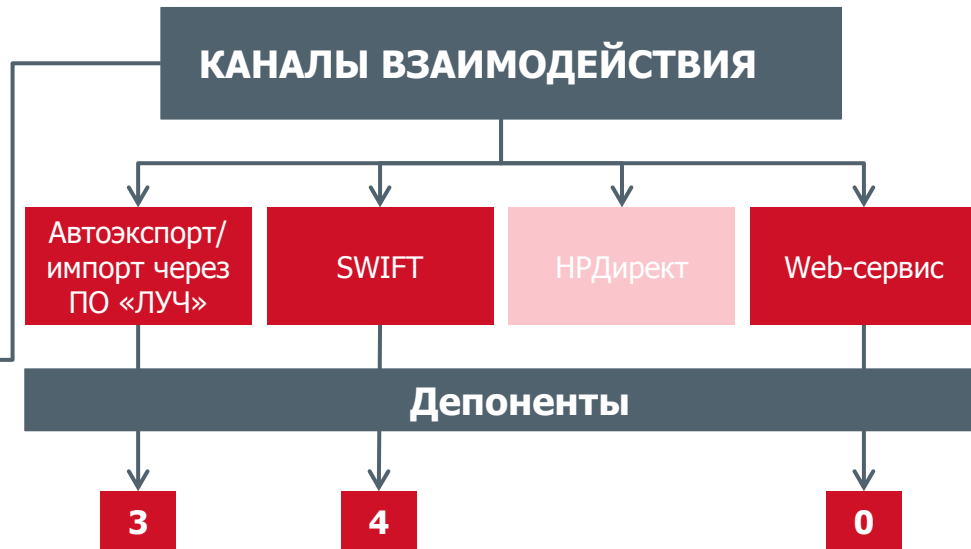 КАНАЛЫ ВЗАИМОДЕЙСТВИЯ
Автоэкспорт/
импорт через
ПО «ЛУЧ»
SWIFT
НРДирект
Web-сервис
Депоненты
3
4
0